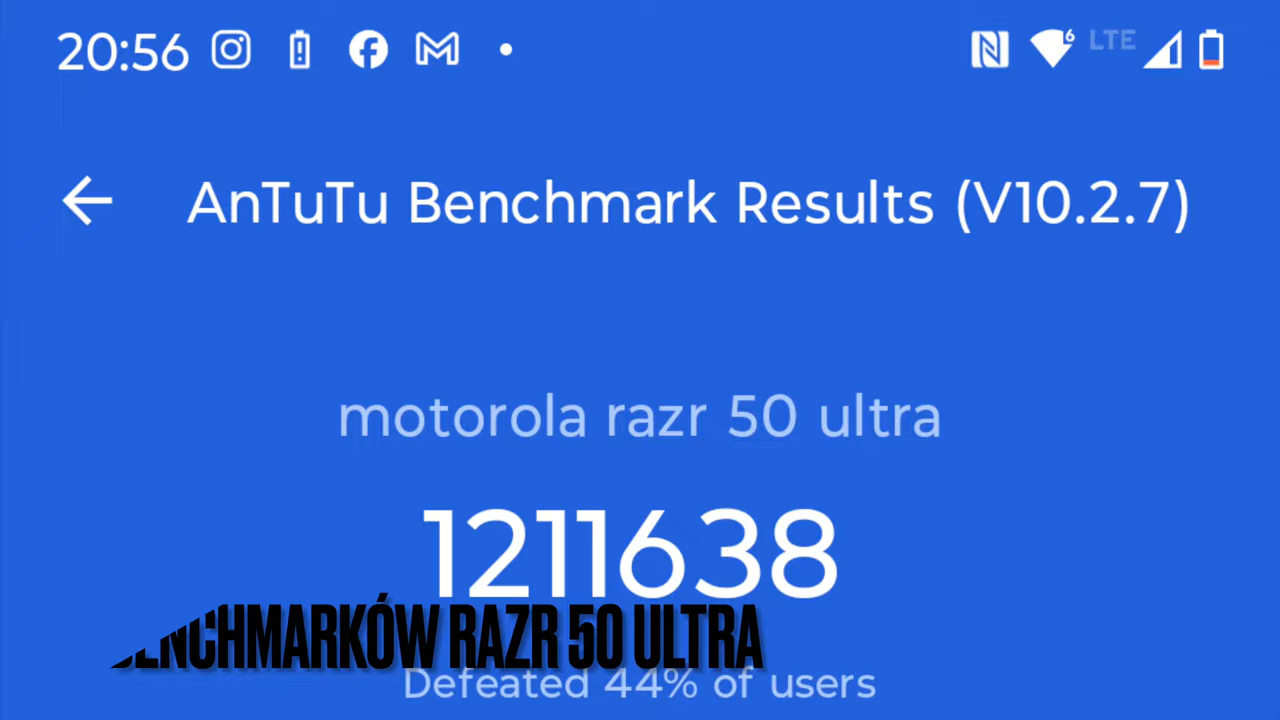 20:56 LTE
AnTuTu Benchmark Results (V10.2.7)
motorola razr 50 ultra
1211638
BENCHMARKÓW RAZR 50 ULTRA
Defeated 44% of users